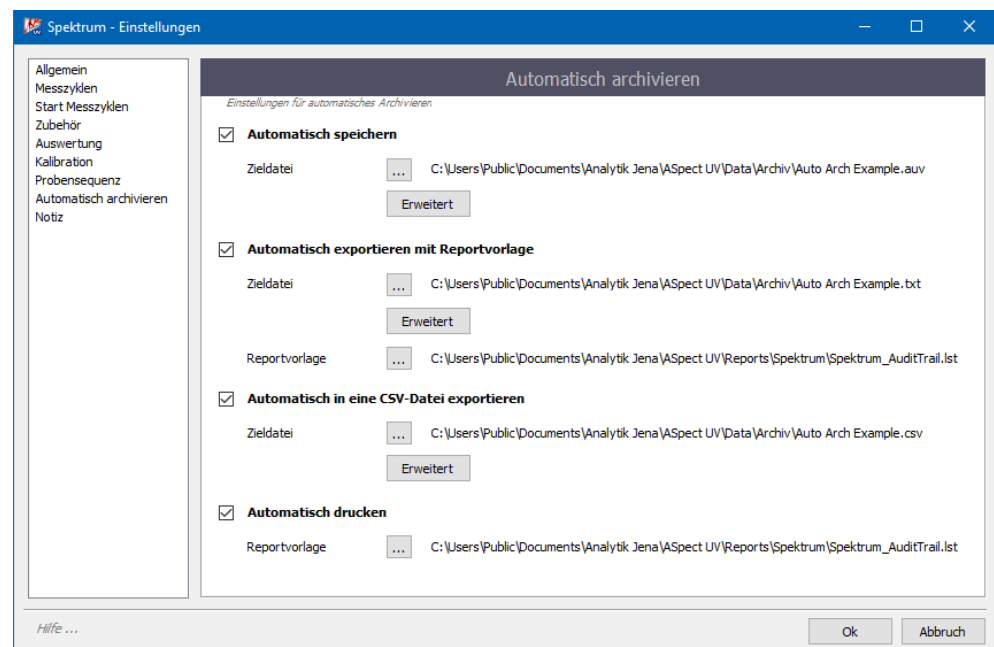 Spektrum - Einstellungen
Allgemein
Messzyklen
Start Messzyklen
Zubehör
Auswertung
Kalibration
Probensequenz
Automatisch archivieren
Notiz
Automatisch archivieren
Einstellungen für automatisches Archivieren
Automatisch speichern
Zieldatei ... C:\Users\Public\Documents\Analytik Jena\ASpect UV\Data\Archiv\Auto Arch Example.auv
Erweitert
Automatisch exportieren mit Reportvorlage
Zieldatei ... C:\Users\Public\Documents\Analytik Jena\ASpect UV\Data\Archiv\Auto Arch Example.txt
Erweitert
Reportvorlage ... C:\Users\Public\Documents\Analytik Jena\ASpect UV\Reports\Spektrum\Spektrum_AuditTrail.lst
Automatisch in eine CSV-Datei exportieren
Zieldatei ... C:\Users\Public\Documents\Analytik Jena\ASpect UV\Data\Archiv\Auto Arch Example.csv
Erweitert
Automatisch drucken
Reportvorlage ... C:\Users\Public\Documents\Analytik Jena\ASpect UV\Reports\Spektrum\Spektrum_AuditTrail.lst
Hilfe ...
Ok
Abbruch